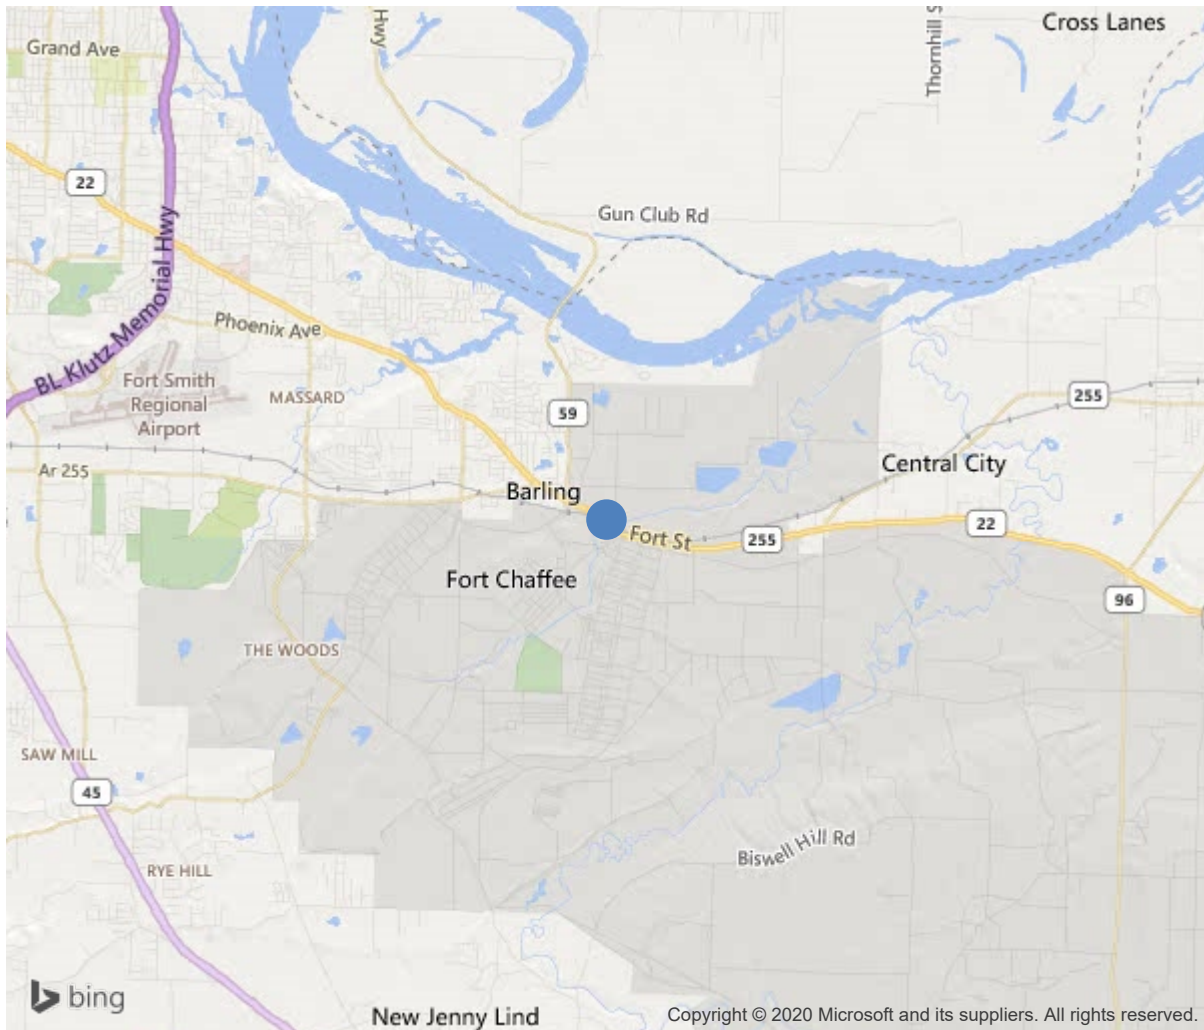 Cross Lanes
Grand Ave
Hwy
Thornhill S
22
Gun Club Rd
BL Klutz Memorial Hwy
Phoenix Ave
Fort Smith
Regional
Airport
MASSARD
59
255
Ar 255
Central City
Barling
Fort St
255
22
Fort Chaffee
96
THE WOODS
SAW MILL
45
Biswell Hill Rd
RYE HILL
bing
New Jenny Lind
Copyright © 2020 Microsoft and its suppliers. All rights reserved.